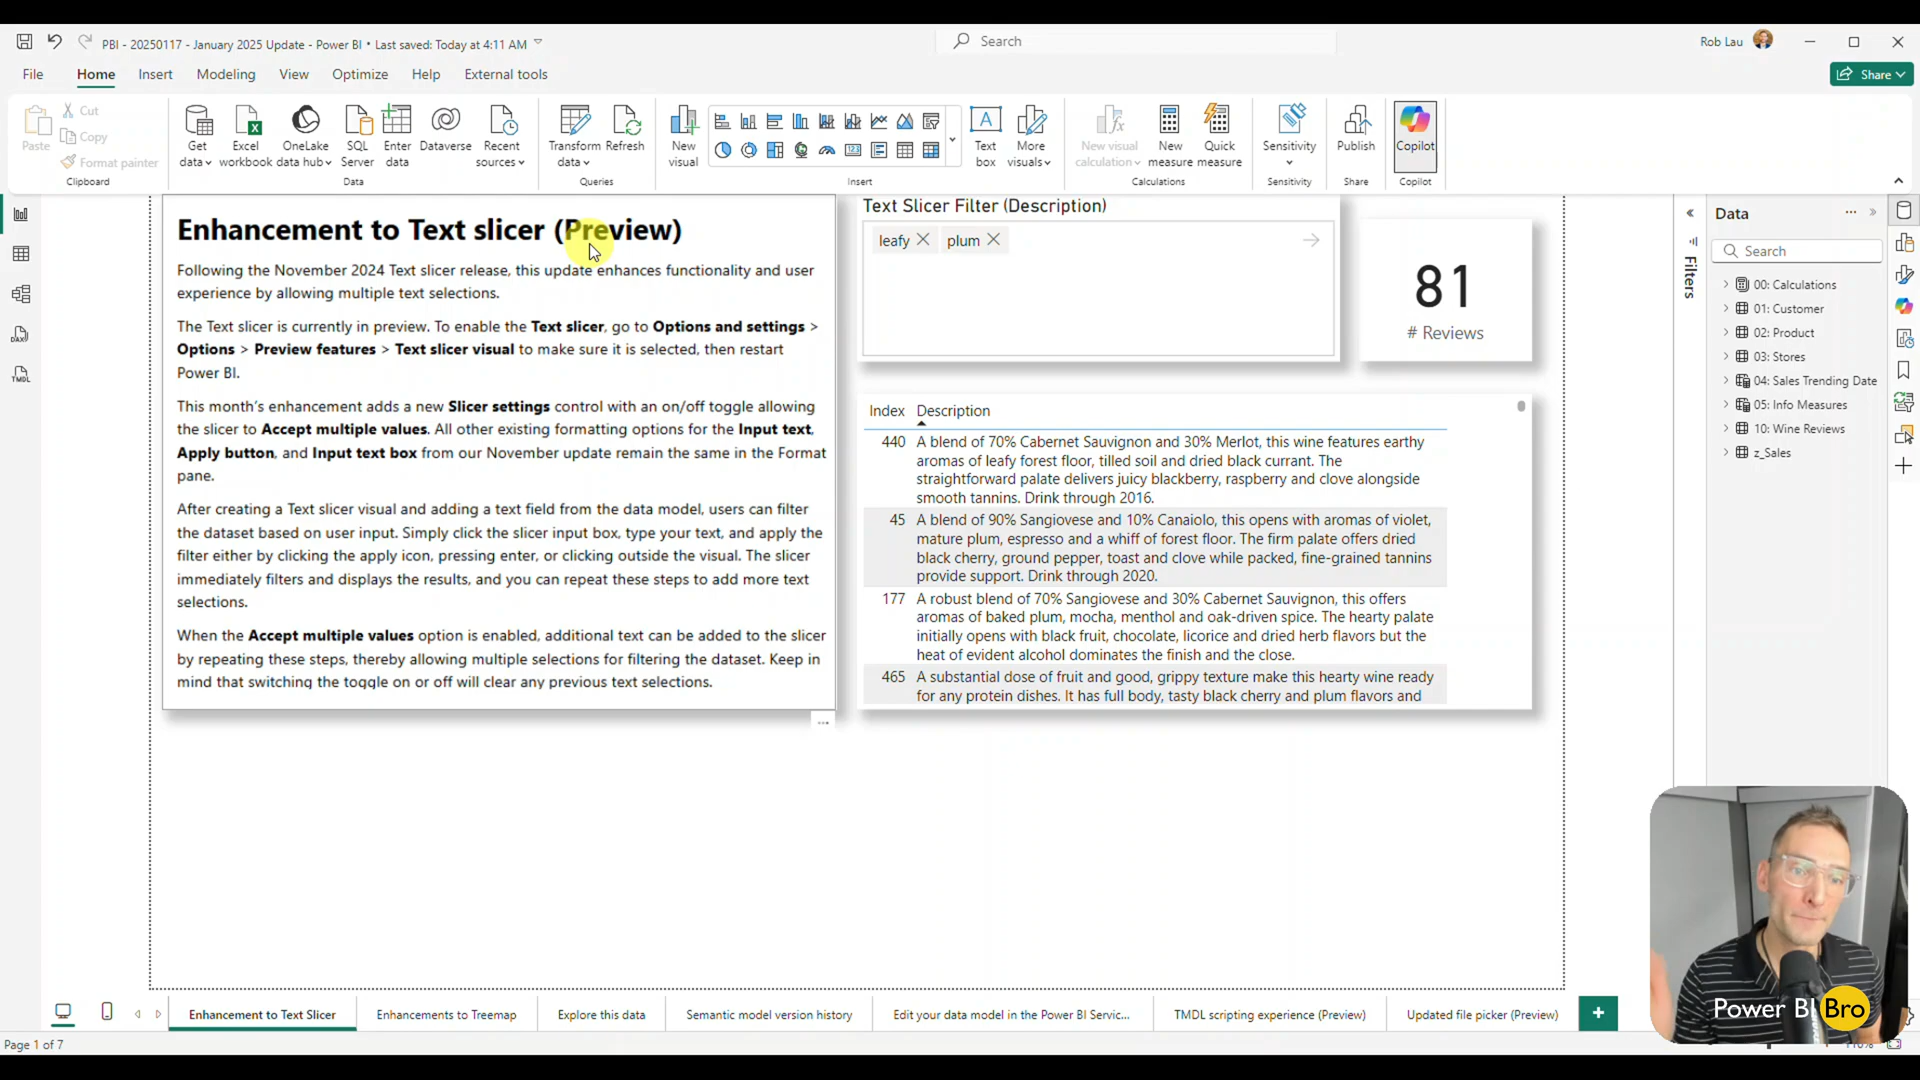 PBI - 20250117 - January 2025 Update - Power BI • Last saved: Today at 4:11 AM
Search
Rob Lau
File
Home
Insert
Modeling
View
Optimize
Help
External tools
Share
Paste
Cut
Copy
Format painter
Clipboard
Get data
Excel workbook
OneLake data hub
SQL Server
Enter data
Dataverse
Recent sources
Data
Transform data
Refresh
Queries
New visual
Text box
More visuals
Insert
New visual calculation
New measure
Quick measure
Calculations
Sensitivity
Sensitivity
Publish
Share
Copilot
Copilot
Enhancement to Text slicer (Preview)
Following the November 2024 Text slicer release, this update enhances functionality and user
experience by allowing multiple text selections.
The Text slicer is currently in preview. To enable the Text slicer, go to Options and settings >
Options > Preview features > Text slicer visual to make sure it is selected, then restart
Power BI.
This month's enhancement adds a new Slicer settings control with an on/off toggle allowing
the slicer to Accept multiple values. All other existing formatting options for the Input text,
Apply button, and Input text box from our November update remain the same in the Format
pane.
After creating a Text slicer visual and adding a text field from the data model, users can filter
the dataset based on user input. Simply click the slicer input box, type your text, and apply the
filter either by clicking the apply icon, pressing enter, or clicking outside the visual. The slicer
immediately filters and displays the results, and you can repeat these steps to add more text
selections.
When the Accept multiple values option is enabled, additional text can be added to the slicer
by repeating these steps, thereby allowing multiple selections for filtering the dataset. Keep in
mind that switching the toggle on or off will clear any previous text selections.
Text Slicer Filter (Description)
leafy
plum
81
# Reviews
Index Description
440 A blend of 70% Cabernet Sauvignon and 30% Merlot, this wine features earthy
aromas of leafy forest floor, tilled soil and dried black currant. The
straightforward palate delivers juicy blackberry, raspberry and clove alongside
smooth tannins. Drink through 2016.
45 A blend of 90% Sangiovese and 10% Canaiolo, this opens with aromas of violet,
mature plum, espresso and a whiff of forest floor. The firm palate offers dried
black cherry, ground pepper, toast and clove while packed, fine-grained tannins
provide support. Drink through 2020.
177 A robust blend of 70% Sangiovese and 30% Cabernet Sauvignon, this offers
aromas of baked plum, mocha, menthol and oak-driven spice. The hearty palate
initially opens with black fruit, chocolate, licorice and dried herb flavors but the
heat of evident alcohol dominates the finish and the close.
465 A substantial dose of fruit and good, grippy texture make this hearty wine ready
for any protein dishes. It has full body, tasty black cherry and plum flavors and
Filters
Data
Search
00: Calculations
01: Customer
02: Product
03: Stores
04: Sales Trending Date
05: Info Measures
10: Wine Reviews
z_Sales
DAX
TMDL
Power BI Bro
Enhancement to Text Slicer
Enhancements to Treemap
Explore this data
Semantic model version history
Edit your data model in the Power BI Servic...
TMDL scripting experience (Preview)
Updated file picker (Preview)
Page 1 of 7